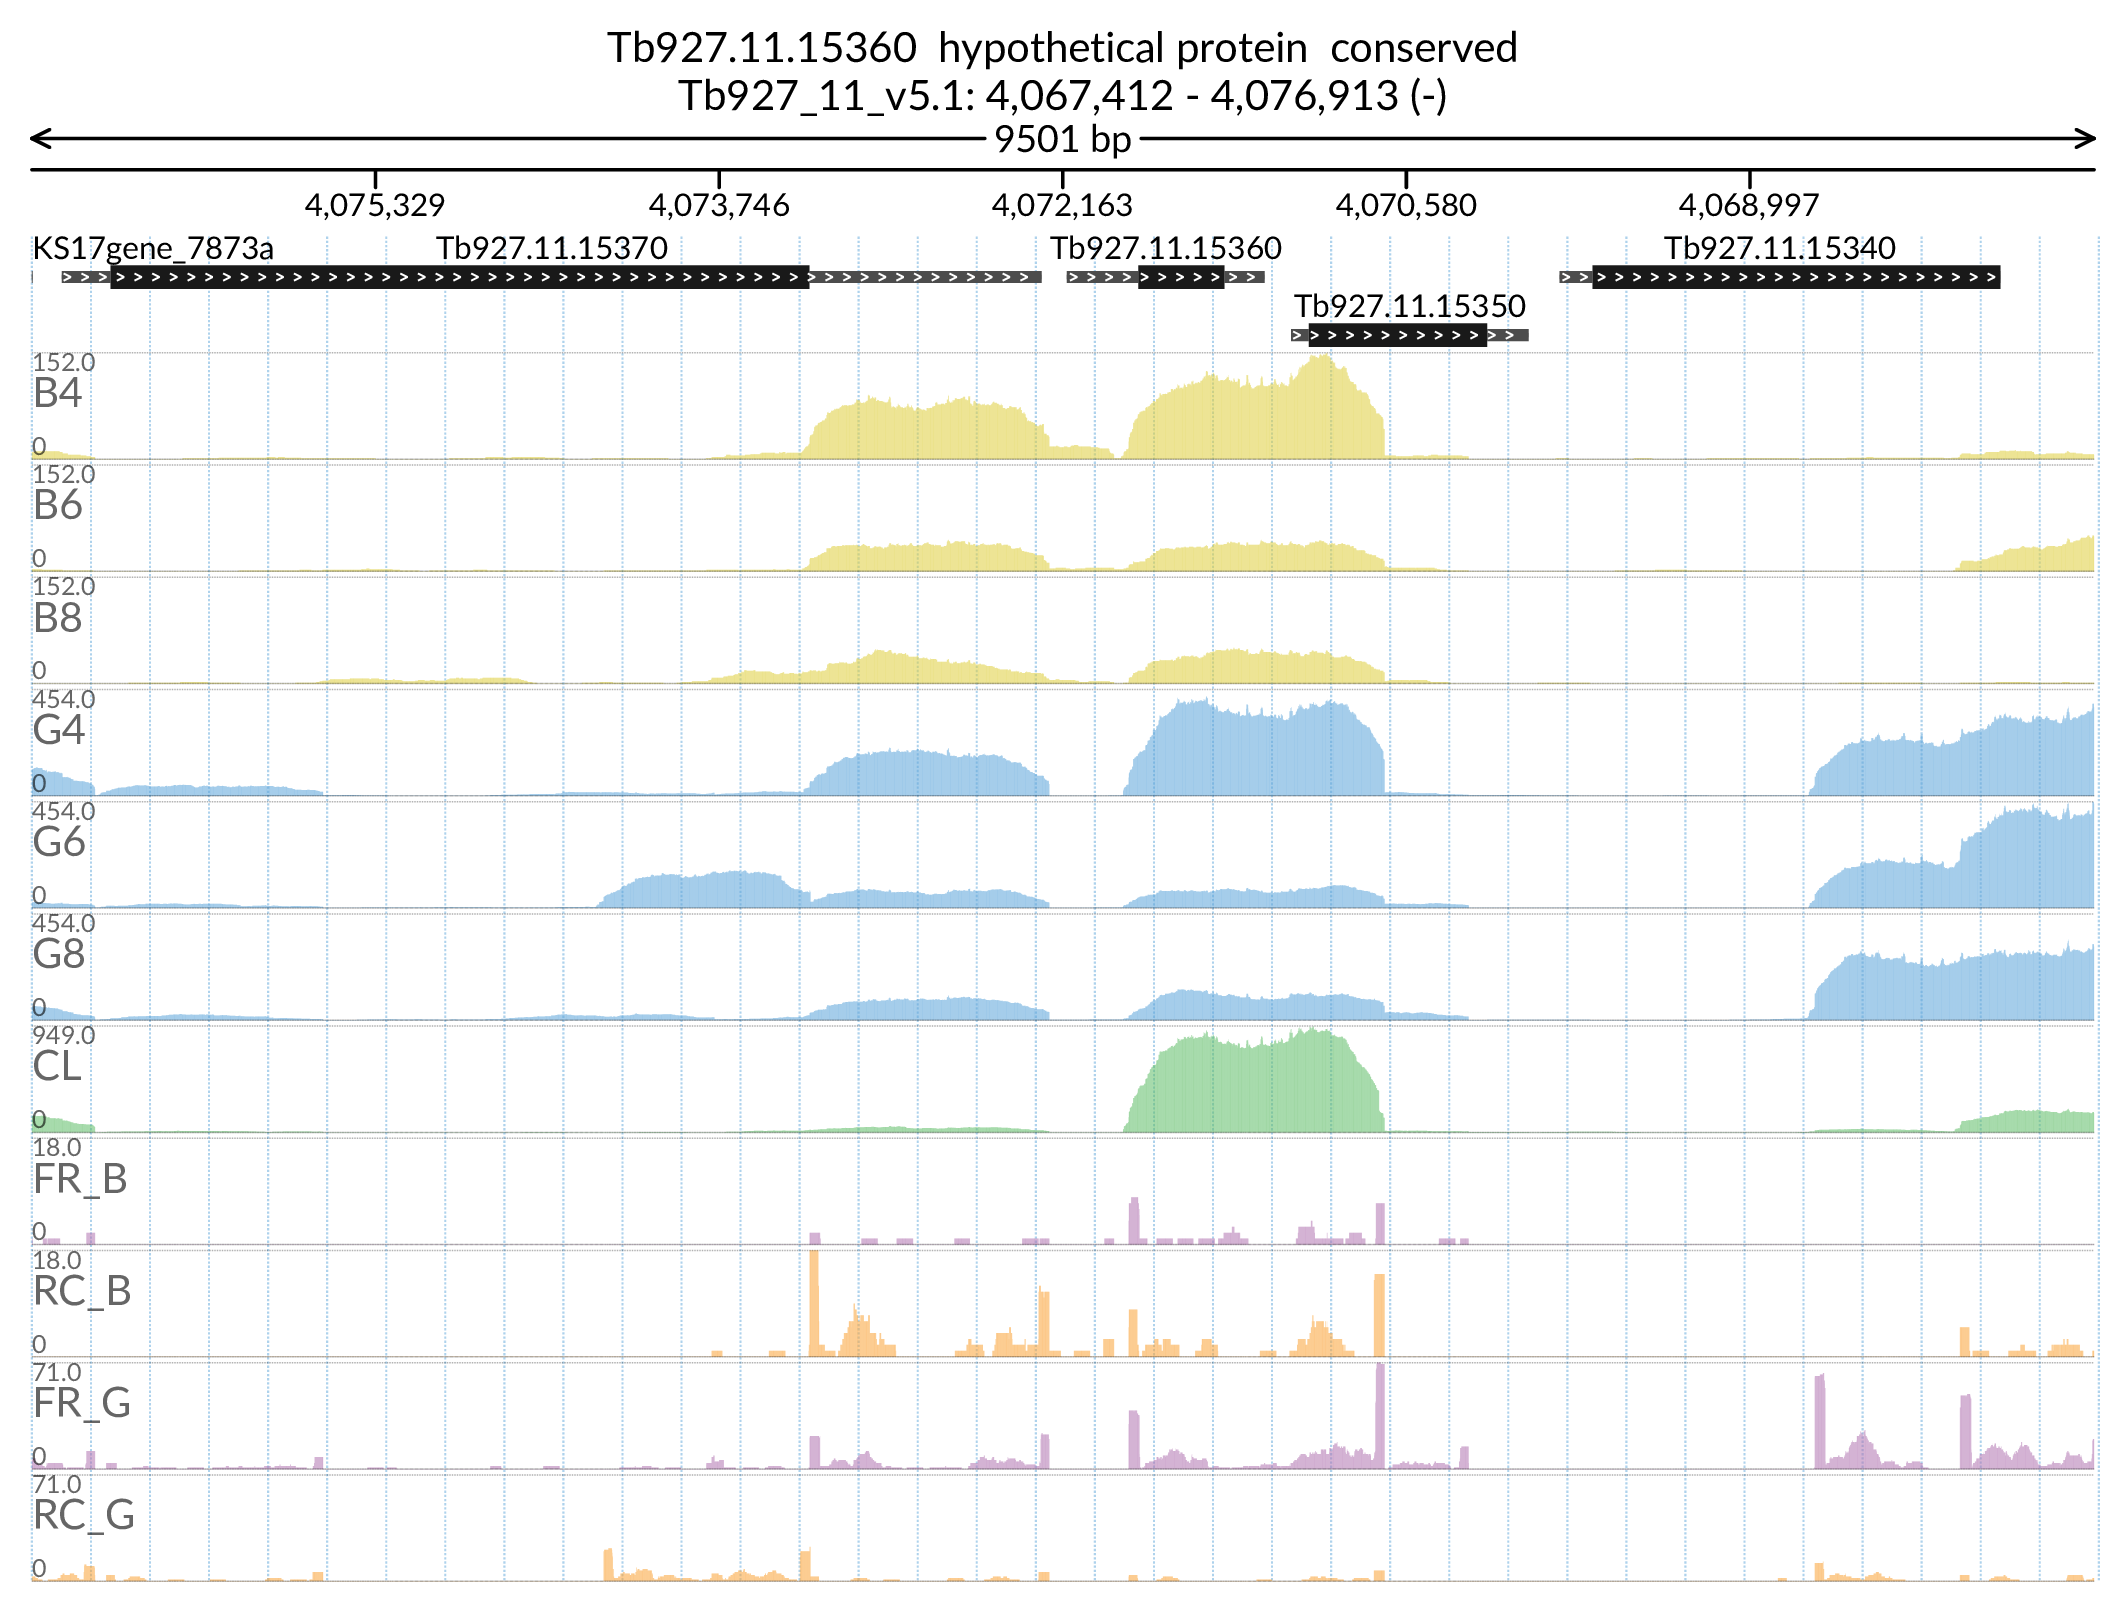 Tb927.11.15360  hypothetical protein  conserved
Tb927_11_v5.1: 4,067,412 - 4,076,913 (-)
9501 bp
4,075,329 4,073,746 4,072,163 4,070,580 4,068,997
KS17gene_7873a Tb927.11.15370 Tb927.11.15360 Tb927.11.15340
Tb927.11.15350
152.0
B4
0
152.0
B6
0
152.0
B8
0
454.0
G4
0
454.0
G6
0
454.0
G8
0
949.0
CL
0
18.0
FR_B
0
18.0
RC_B
0
71.0
FR_G
0
71.0
RC_G
0